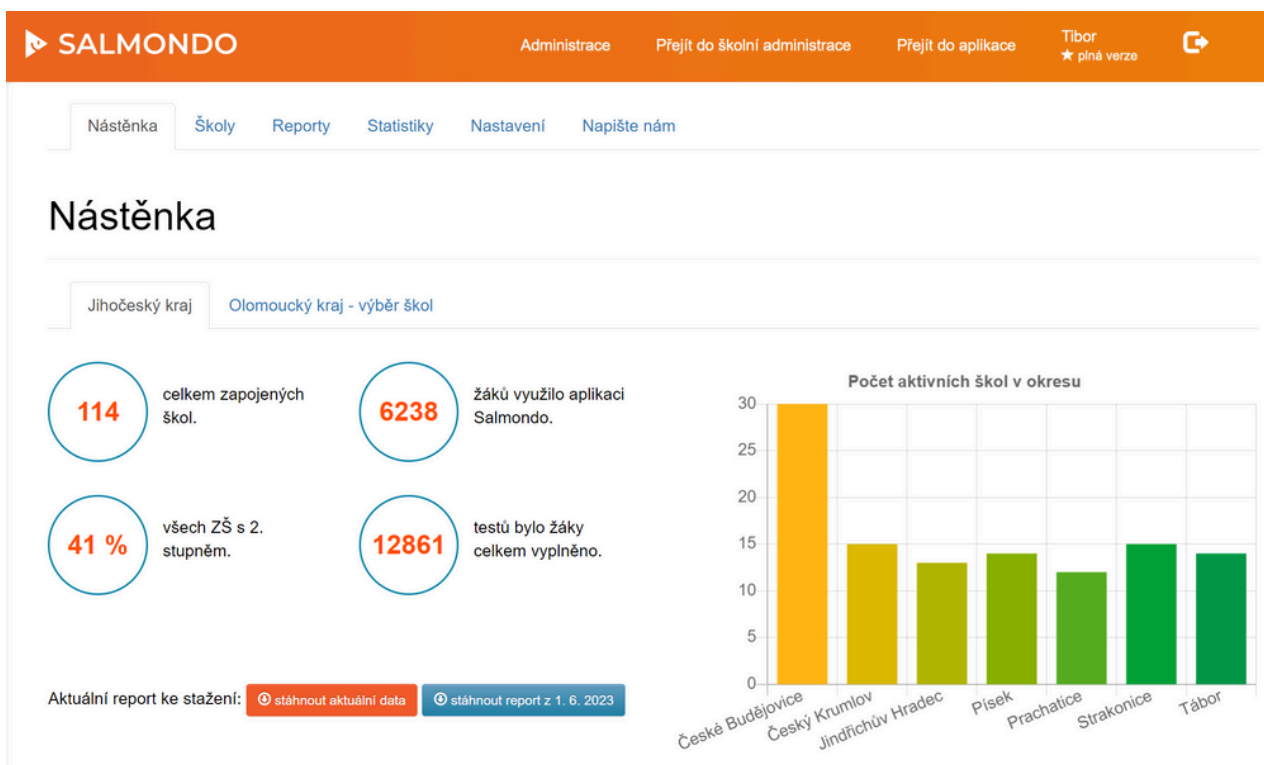 SALMONDO
Administrace
Přejít do školní administrace
Přejít do aplikace
Tibor
★ plná verze
Nástěnka
Školy
Reporty
Statistiky
Nastavení
Napište nám
Nástěnka
Jihočeský kraj
Olomoucký kraj - výběr škol
114
celkem zapojených
škol.
6238
žáků využilo aplikaci
Salmondo.
41 %
všech ZŠ s 2.
stupněm.
12861
testů bylo žáky
celkem vyplněno.
Aktuální report ke stažení:
stáhnout aktuální data
stáhnout report z 1. 6. 2023
Počet aktivních škol v okresu
30
25
20
15
10
5
0
České Budějovice
Český Krumlov
Jindřichův Hradec
Písek
Prachatice
Strakonice
Tábor